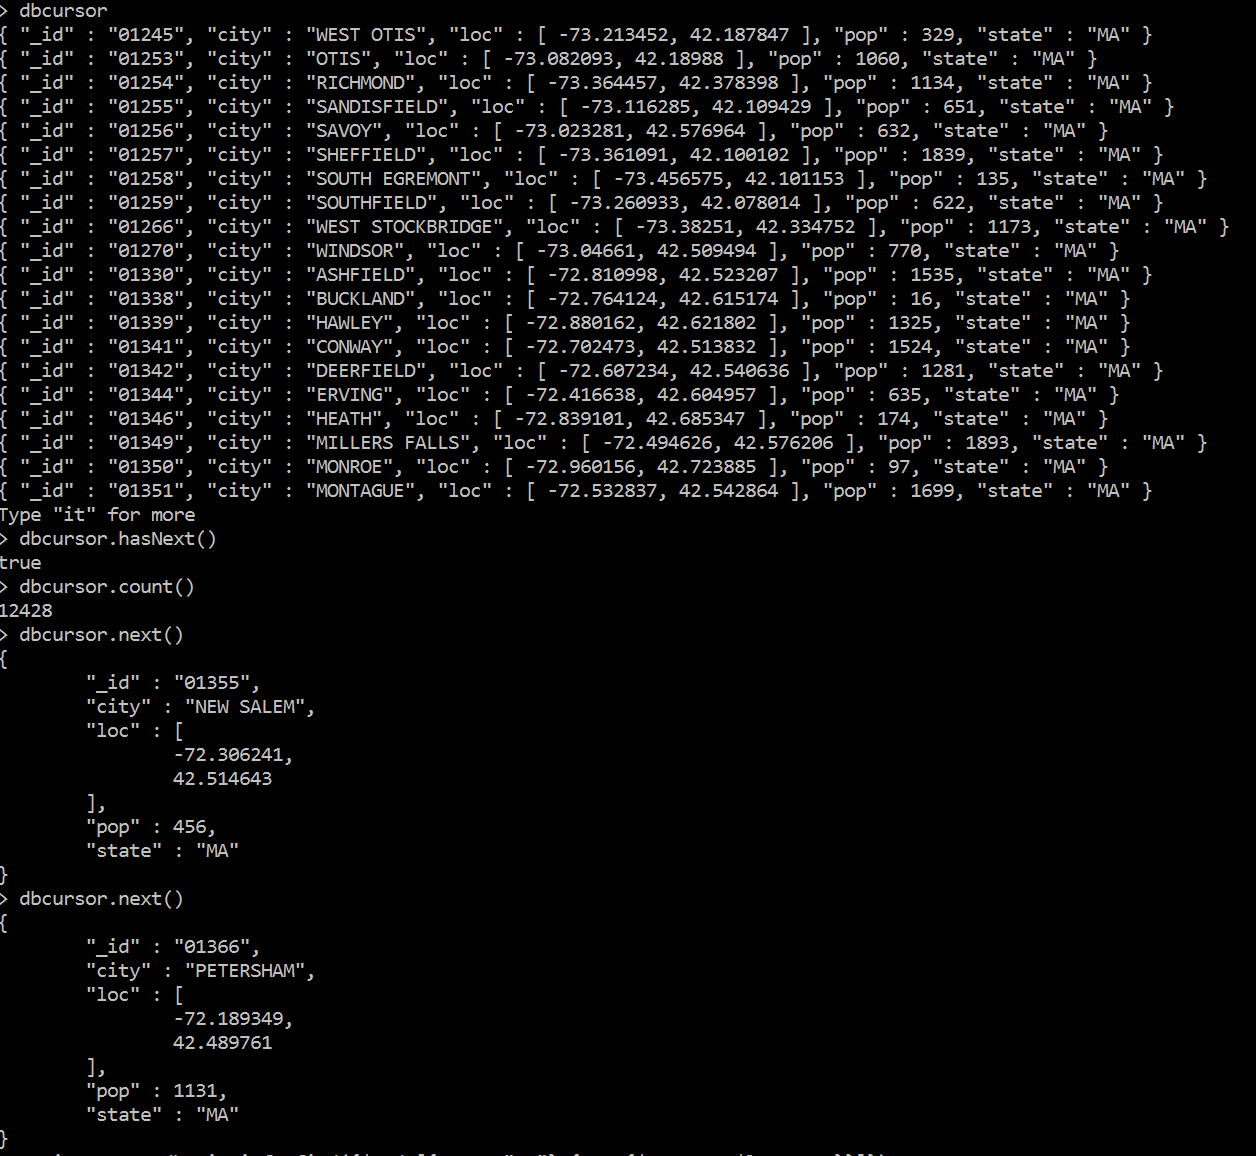 > dbcursor
{ "_id" : "01245", "city" : "WEST OTIS", "loc" : [ -73.213452, 42.187847 ], "pop" : 329, "state" : "MA" }
{ "_id" : "01253", "city" : "OTIS", "loc" : [ -73.082093, 42.18988 ], "pop" : 1060, "state" : "MA" }
{ "_id" : "01254", "city" : "RICHMOND", "loc" : [ -73.364457, 42.378398 ], "pop" : 1134, "state" : "MA" }
{ "_id" : "01255", "city" : "SANDISFIELD", "loc" : [ -73.116285, 42.109429 ], "pop" : 651, "state" : "MA" }
{ "_id" : "01256", "city" : "SAVOY", "loc" : [ -73.023281, 42.576964 ], "pop" : 632, "state" : "MA" }
{ "_id" : "01257", "city" : "SHEFFIELD", "loc" : [ -73.361091, 42.100102 ], "pop" : 1839, "state" : "MA" }
{ "_id" : "01258", "city" : "SOUTH EGREMONT", "loc" : [ -73.456575, 42.101153 ], "pop" : 135, "state" : "MA" }
{ "_id" : "01259", "city" : "SOUTHFIELD", "loc" : [ -73.260933, 42.078014 ], "pop" : 622, "state" : "MA" }
{ "_id" : "01266", "city" : "WEST STOCKBRIDGE", "loc" : [ -73.38251, 42.334752 ], "pop" : 1173, "state" : "MA" }
{ "_id" : "01270", "city" : "WINDSOR", "loc" : [ -73.04661, 42.509494 ], "pop" : 770, "state" : "MA" }
{ "_id" : "01330", "city" : "ASHFIELD", "loc" : [ -72.810998, 42.523207 ], "pop" : 1535, "state" : "MA" }
{ "_id" : "01338", "city" : "BUCKLAND", "loc" : [ -72.764124, 42.615174 ], "pop" : 16, "state" : "MA" }
{ "_id" : "01339", "city" : "HAWLEY", "loc" : [ -72.880162, 42.621802 ], "pop" : 1325, "state" : "MA" }
{ "_id" : "01341", "city" : "CONWAY", "loc" : [ -72.702473, 42.513832 ], "pop" : 1524, "state" : "MA" }
{ "_id" : "01342", "city" : "DEERFIELD", "loc" : [ -72.607234, 42.540636 ], "pop" : 1281, "state" : "MA" }
{ "_id" : "01344", "city" : "ERVING", "loc" : [ -72.416638, 42.604957 ], "pop" : 635, "state" : "MA" }
{ "_id" : "01346", "city" : "HEATH", "loc" : [ -72.839101, 42.685347 ], "pop" : 174, "state" : "MA" }
{ "_id" : "01349", "city" : "MILLERS FALLS", "loc" : [ -72.494626, 42.576206 ], "pop" : 1893, "state" : "MA" }
{ "_id" : "01350", "city" : "MONROE", "loc" : [ -72.960156, 42.723885 ], "pop" : 97, "state" : "MA" }
{ "_id" : "01351", "city" : "MONTAGUE", "loc" : [ -72.532837, 42.542864 ], "pop" : 1699, "state" : "MA" }
Type "it" for more
> dbcursor.hasNext()
true
> dbcursor.count()
12428
> dbcursor.next()
{
"_id" : "01355",
"city" : "NEW SALEM",
"loc" : [
-72.306241,
42.514643
],
"pop" : 456,
"state" : "MA"
}
> dbcursor.next()
{
"_id" : "01366",
"city" : "PETERSHAM",
"loc" : [
-72.189349,
42.489761
],
"pop" : 1131,
"state" : "MA"
}